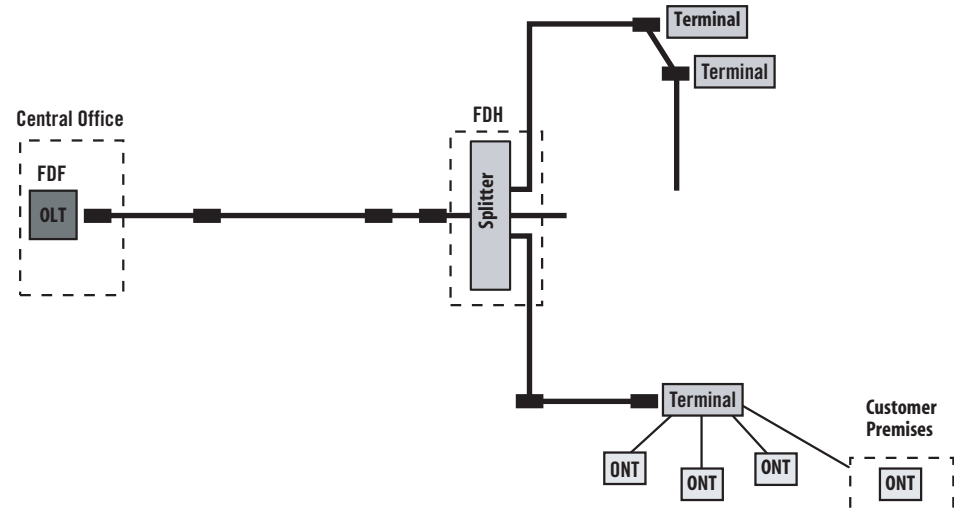 Terminal
Terminal
Central Office
FDH
FDF
OLT
Splitter
Terminal
Customer
Premises
ONT
ONT
ONT
ONT